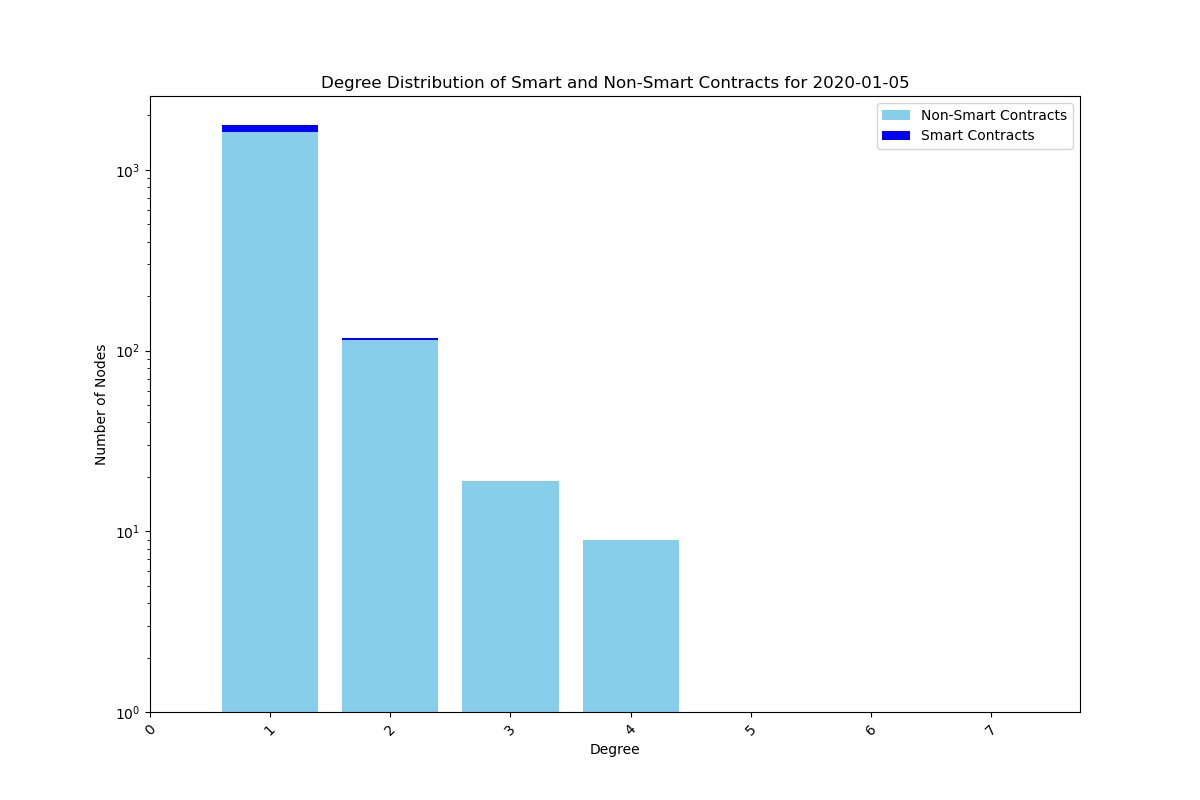 Degree Distribution of Smart and Non-Smart Contracts for 2020-01-05
Non-Smart Contracts
Smart Contracts
Number of Nodes
10³
10²
10¹
10⁰
0 1 2 3 4 5 6 7
Degree